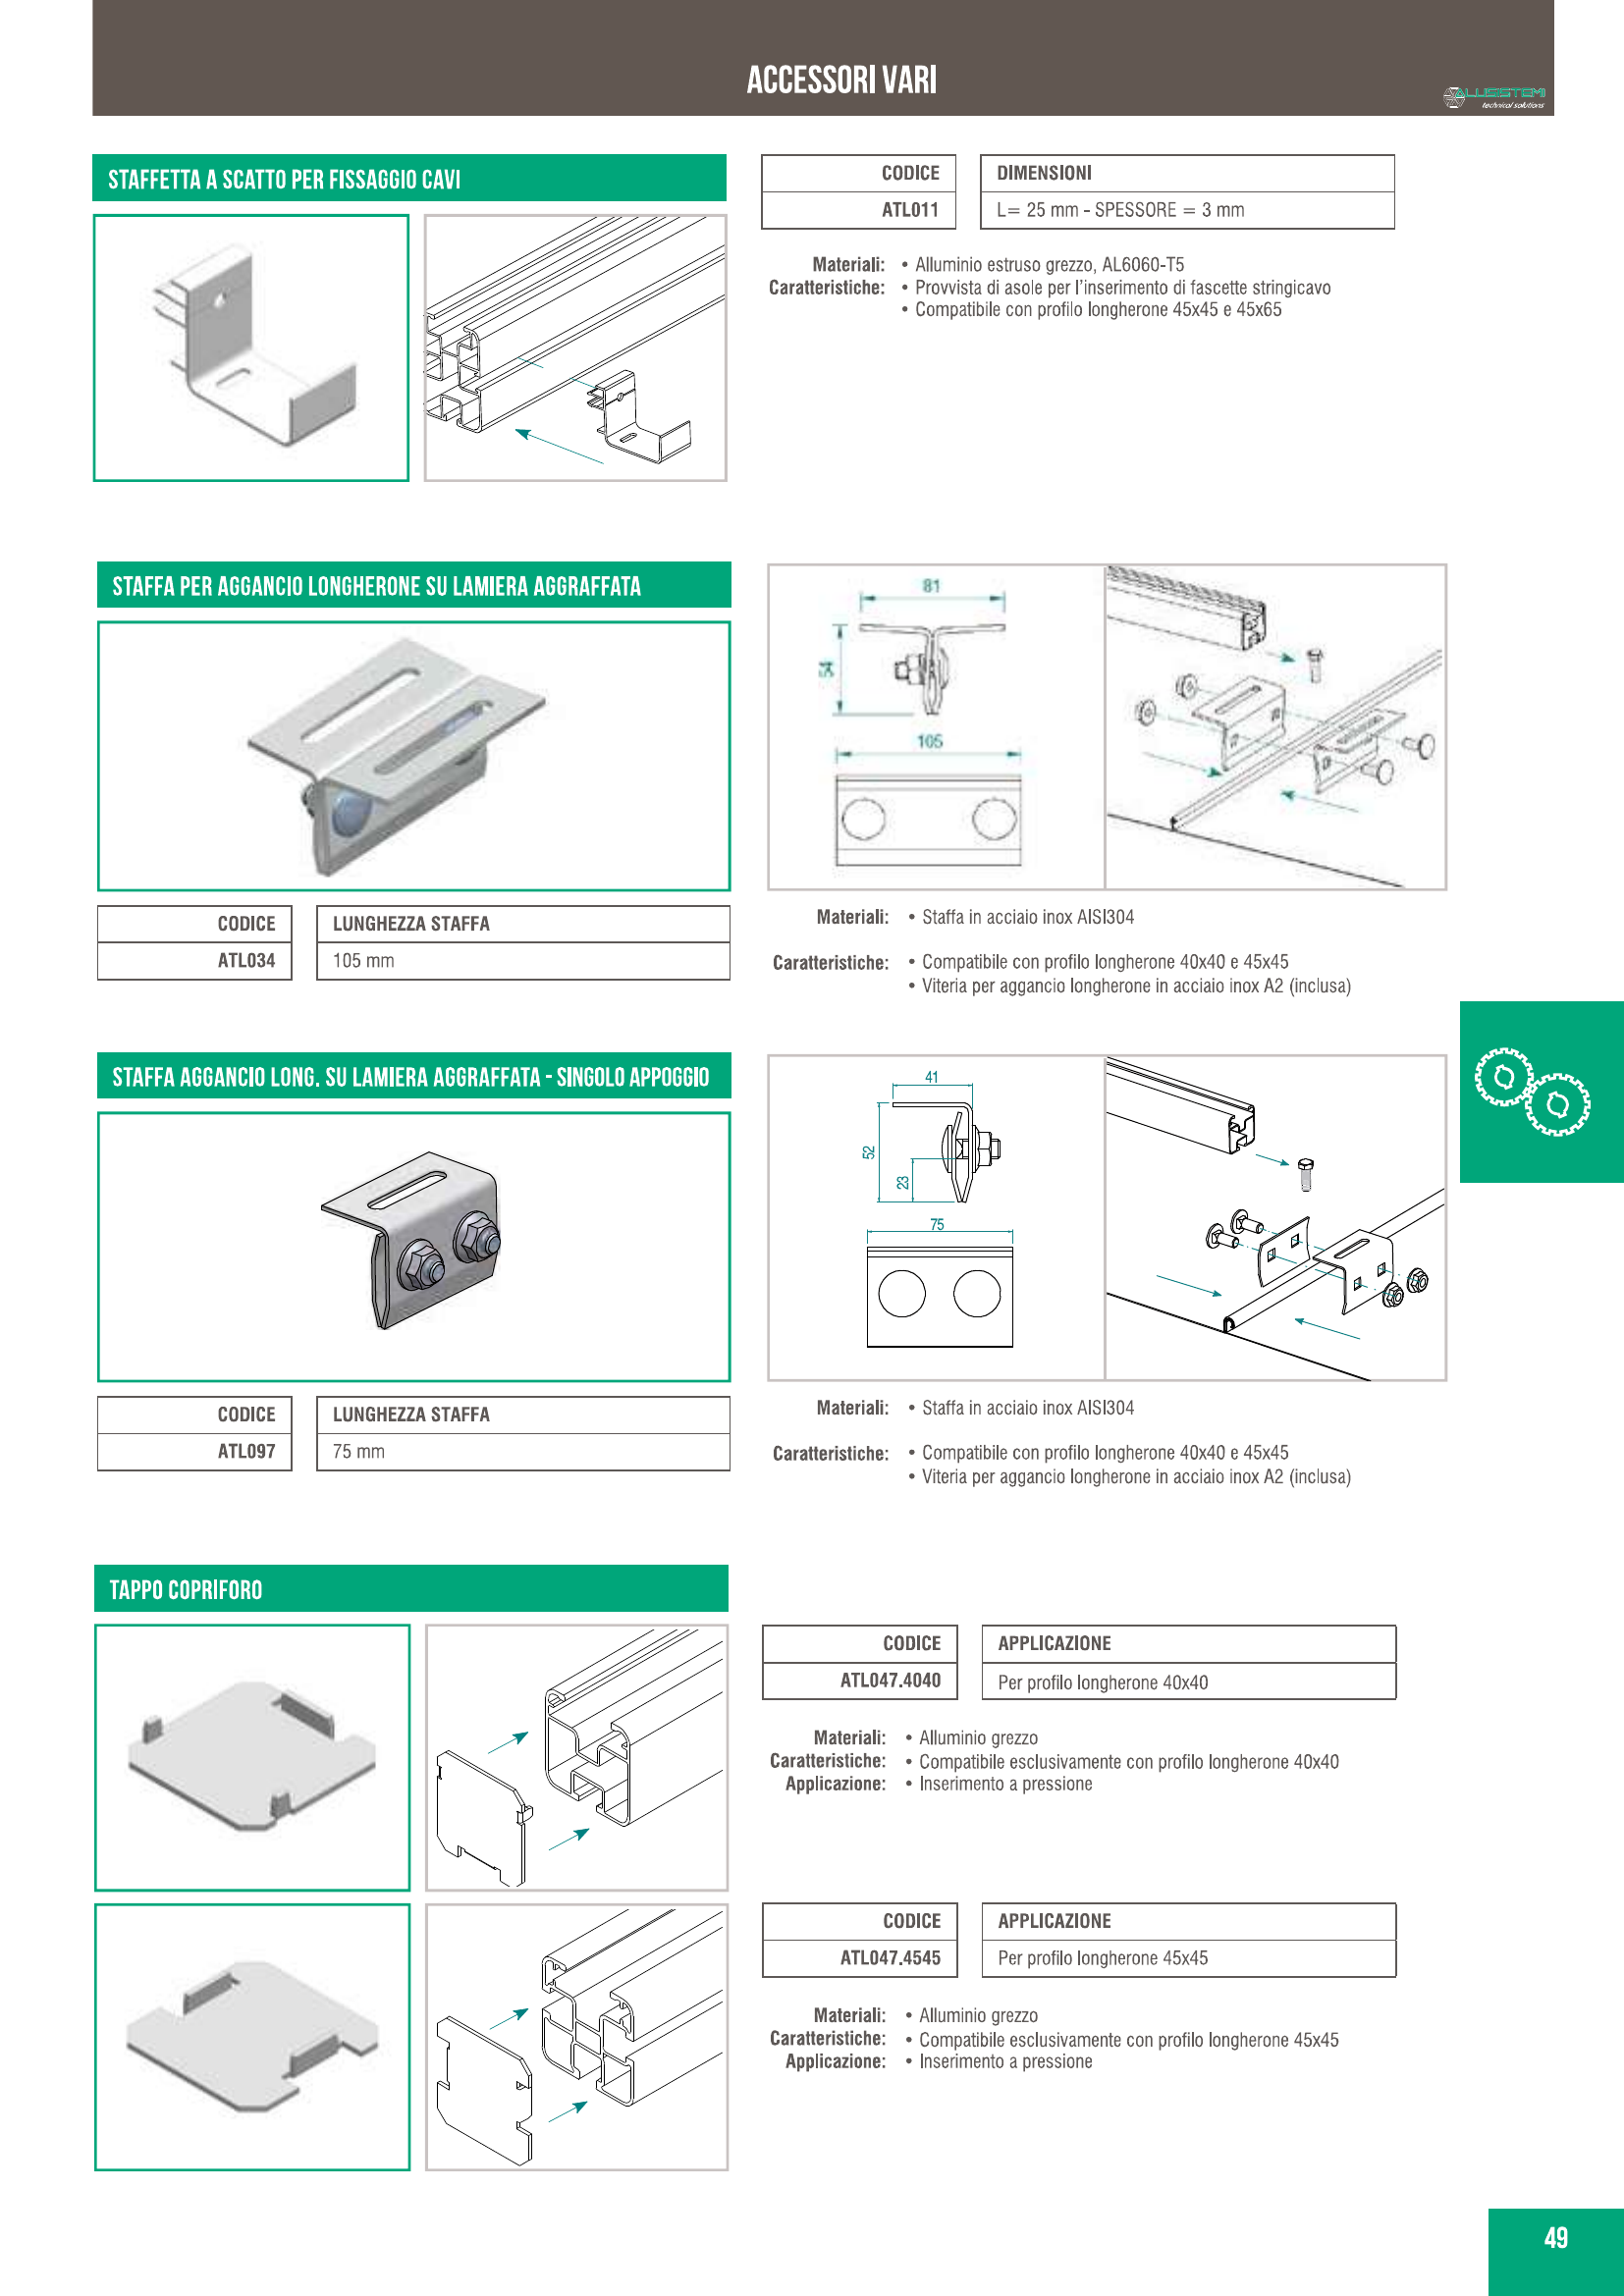 ACCESSORI VARI
ALUSISTEMI
technical solutions
STAFFETTA A SCATTO PER FISSAGGIO CAVI
CODICE
DIMENSIONI
ATL011
L= 25 mm - SPESSORE = 3 mm
Materiali: • Alluminio estruso grezzo, AL6060-T5
Caratteristiche: • Provvista di asole per l'inserimento di fascette stringicavo
• Compatibile con profilo longherone 45x45 e 45x65
STAFFA PER AGGANCIO LONGHERONE SU LAMIERA AGGRAFFATA
81
54
105
CODICE
LUNGHEZZA STAFFA
ATL034
105 mm
Materiali: • Staffa in acciaio inox AISI304
Caratteristiche: • Compatibile con profilo longherone 40x40 e 45x45
• Viteria per aggancio longherone in acciaio inox A2 (inclusa)
STAFFA AGGANCIO LONG. SU LAMIERA AGGRAFFATA - SINGOLO APPOGGIO
41
52
23
75
CODICE
LUNGHEZZA STAFFA
ATL097
75 mm
Materiali: • Staffa in acciaio inox AISI304
Caratteristiche: • Compatibile con profilo longherone 40x40 e 45x45
• Viteria per aggancio longherone in acciaio inox A2 (inclusa)
TAPPO COPRIFORO
CODICE
APPLICAZIONE
ATL047.4040
Per profilo longherone 40x40
Materiali: • Alluminio grezzo
Caratteristiche: • Compatibile esclusivamente con profilo longherone 40x40
Applicazione: • Inserimento a pressione
CODICE
APPLICAZIONE
ATL047.4545
Per profilo longherone 45x45
Materiali: • Alluminio grezzo
Caratteristiche: • Compatibile esclusivamente con profilo longherone 45x45
Applicazione: • Inserimento a pressione
49